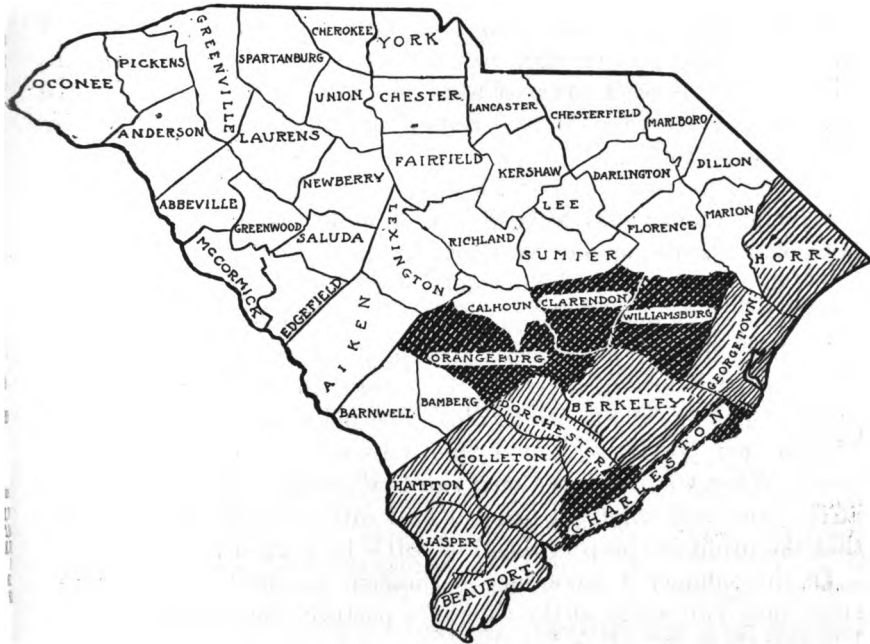 CHEROKEE
YORK
GREENVILLE
SPARTANBURG
PICKENS
OCONEE
UNION
CHESTER
LANCASTER
CHESTERFIELD
MARLBORO
ANDERSON
LAURENS
FAIRFIELD
KERSHAW
DARLINGTON
DILLON
NEWBERRY
ABBEVILLE
GREENWOOD
SALUDA
LEXINGTON
RICHLAND
LEE
SUMTER
FLORENCE
MARION
HORRY
McCORMICK
EDGEFIELD
AIKEN
CALHOUN
CLARENDON
WILLIAMSBURG
GEORGETOWN
ORANGEBURG
BARNWELL
BAMBERG
DORCHESTER
BERKELEY
CHARLESTON
COLLETON
HAMPTON
JASPER
BEAUFORT